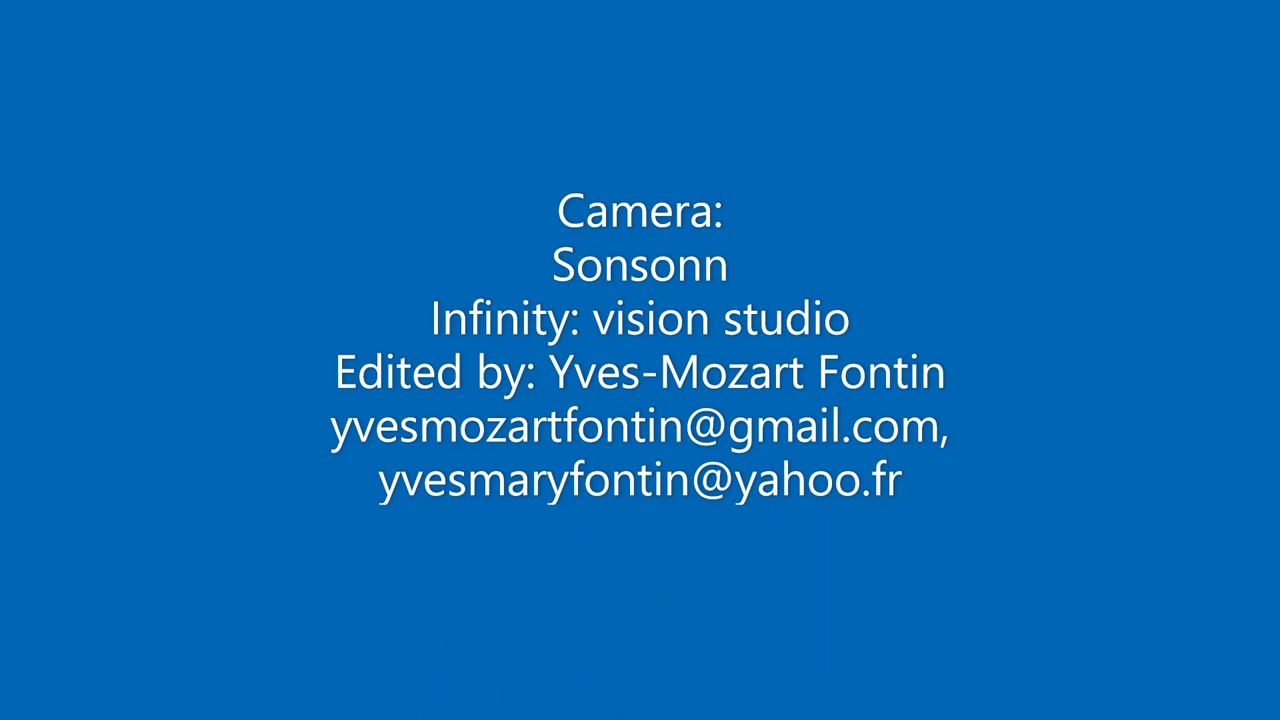 Camera:
Sonsonn
Infinity: vision studio
Edited by: Yves-Mozart Fontin
yvesmozartfontin@gmail.com,
yvesmaryfontin@yahoo.fr